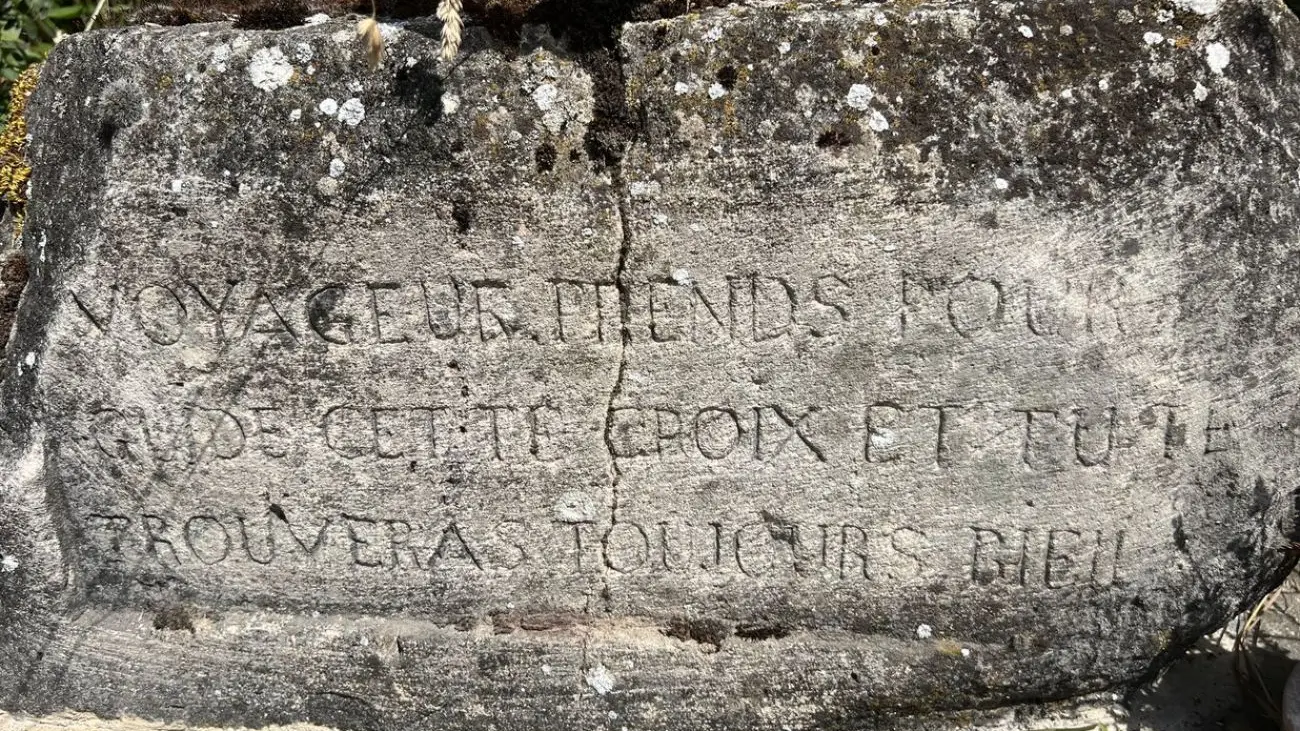 VOYAGEUR. PRENDS POUR
GUIDE CETTE CROIX ET TU TE
TROUVERAS TOUJOURS BIEN